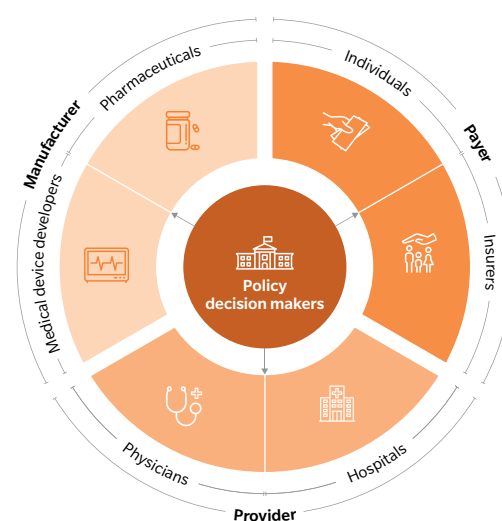 Pharmaceuticals
Individuals
Manufacturer
Payer
Medical device developers
Insurers
Policy
decision makers
Physicians
Hospitals
Provider